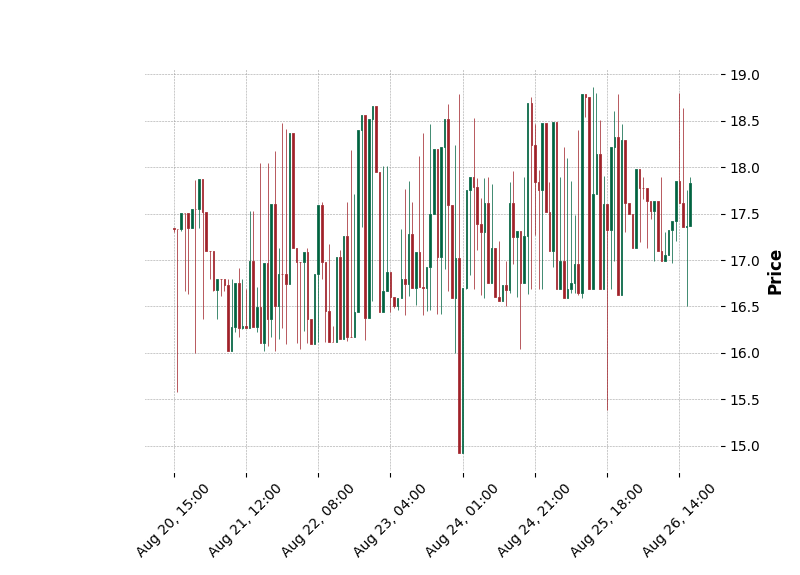 19.0
18.5
18.0
17.5
17.0
16.5
16.0
15.5
15.0
Price
Aug 20, 15:00
Aug 21, 12:00
Aug 22, 08:00
Aug 23, 04:00
Aug 24, 01:00
Aug 24, 21:00
Aug 25, 18:00
Aug 26, 14:00